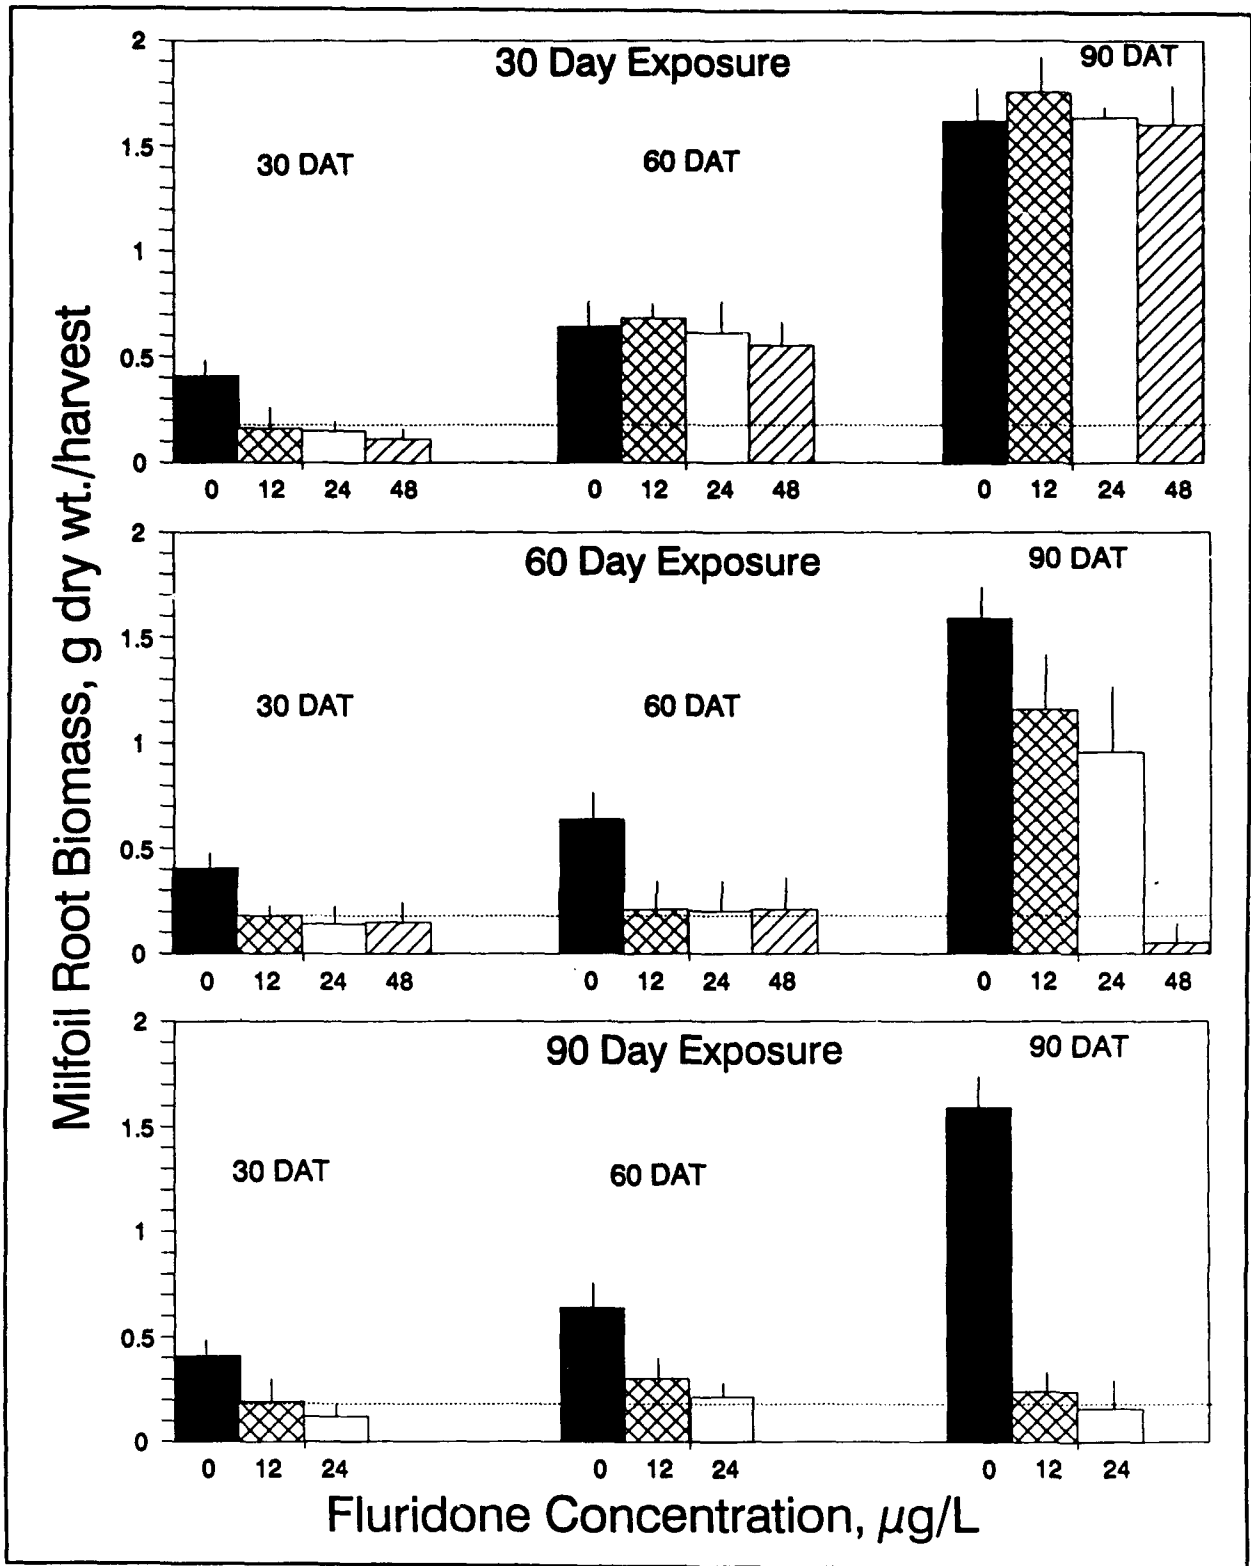 Milfoil Root Biomass, g dry wt./harvest
2
1.5
1
0.5
0
30 Day Exposure
30 DAT
60 DAT
90 DAT
0 12 24 48
0 12 24 48
0 12 24 48
2
1.5
1
0.5
0
60 Day Exposure
30 DAT
60 DAT
90 DAT
0 12 24 48
0 12 24 48
0 12 24 48
2
1.5
1
0.5
0
90 Day Exposure
30 DAT
60 DAT
90 DAT
0 12 24
0 12 24
0 12 24
Fluridone Concentration, μg/L